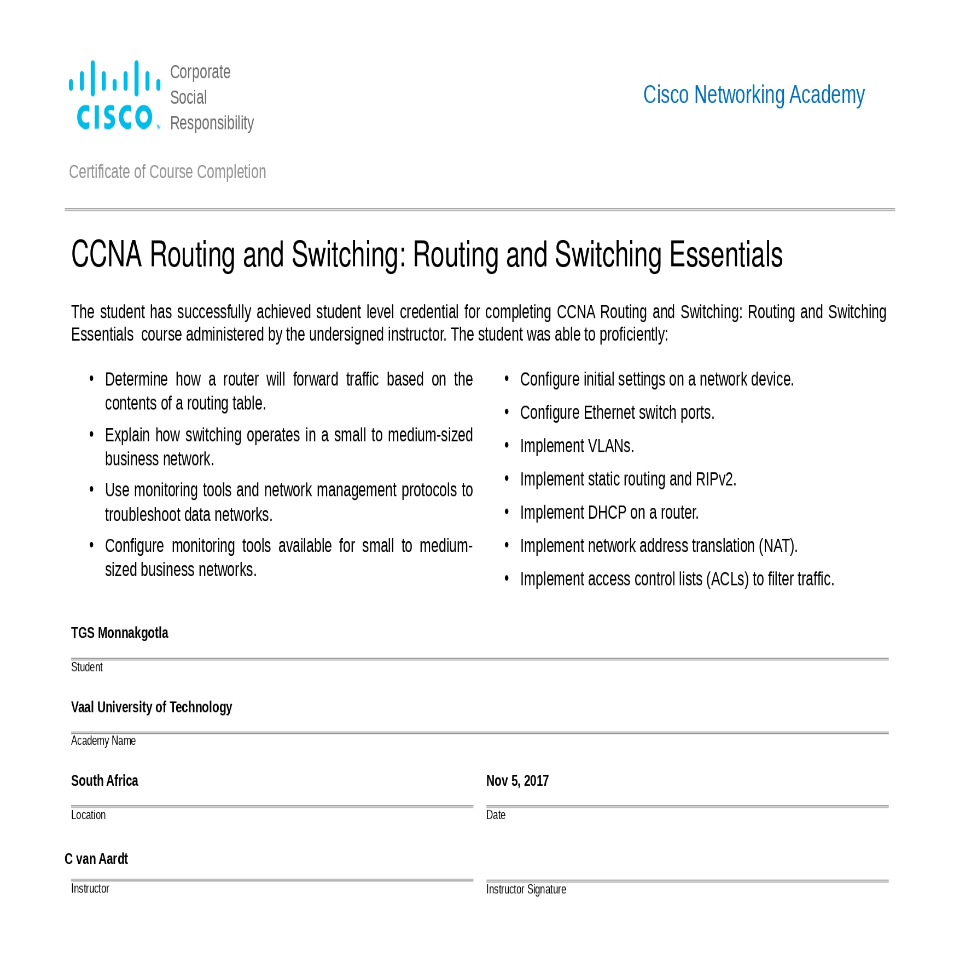 Corporate
Social
Responsibility
CISCO
Cisco Networking Academy
Certificate of Course Completion
CCNA Routing and Switching: Routing and Switching Essentials
The student has successfully achieved student level credential for completing CCNA Routing and Switching: Routing and Switching
Essentials course administered by the undersigned instructor. The student was able to proficiently:
• Determine how a router will forward traffic based on the
contents of a routing table.
• Explain how switching operates in a small to medium-sized
business network.
• Use monitoring tools and network management protocols to
troubleshoot data networks.
• Configure monitoring tools available for small to medium-
sized business networks.
• Configure initial settings on a network device.
• Configure Ethernet switch ports.
• Implement VLANs.
• Implement static routing and RIPv2.
• Implement DHCP on a router.
• Implement network address translation (NAT).
• Implement access control lists (ACLs) to filter traffic.
TGS Monnakgotla
Student
Vaal University of Technology
Academy Name
South Africa
Location
Nov 5, 2017
Date
C van Aardt
Instructor
Instructor Signature